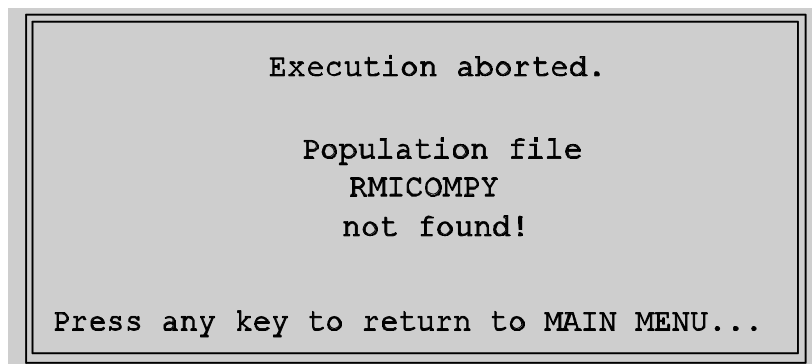 Execution aborted.
Population file
RMICOMPY
not found!
Press any key to return to MAIN MENU...